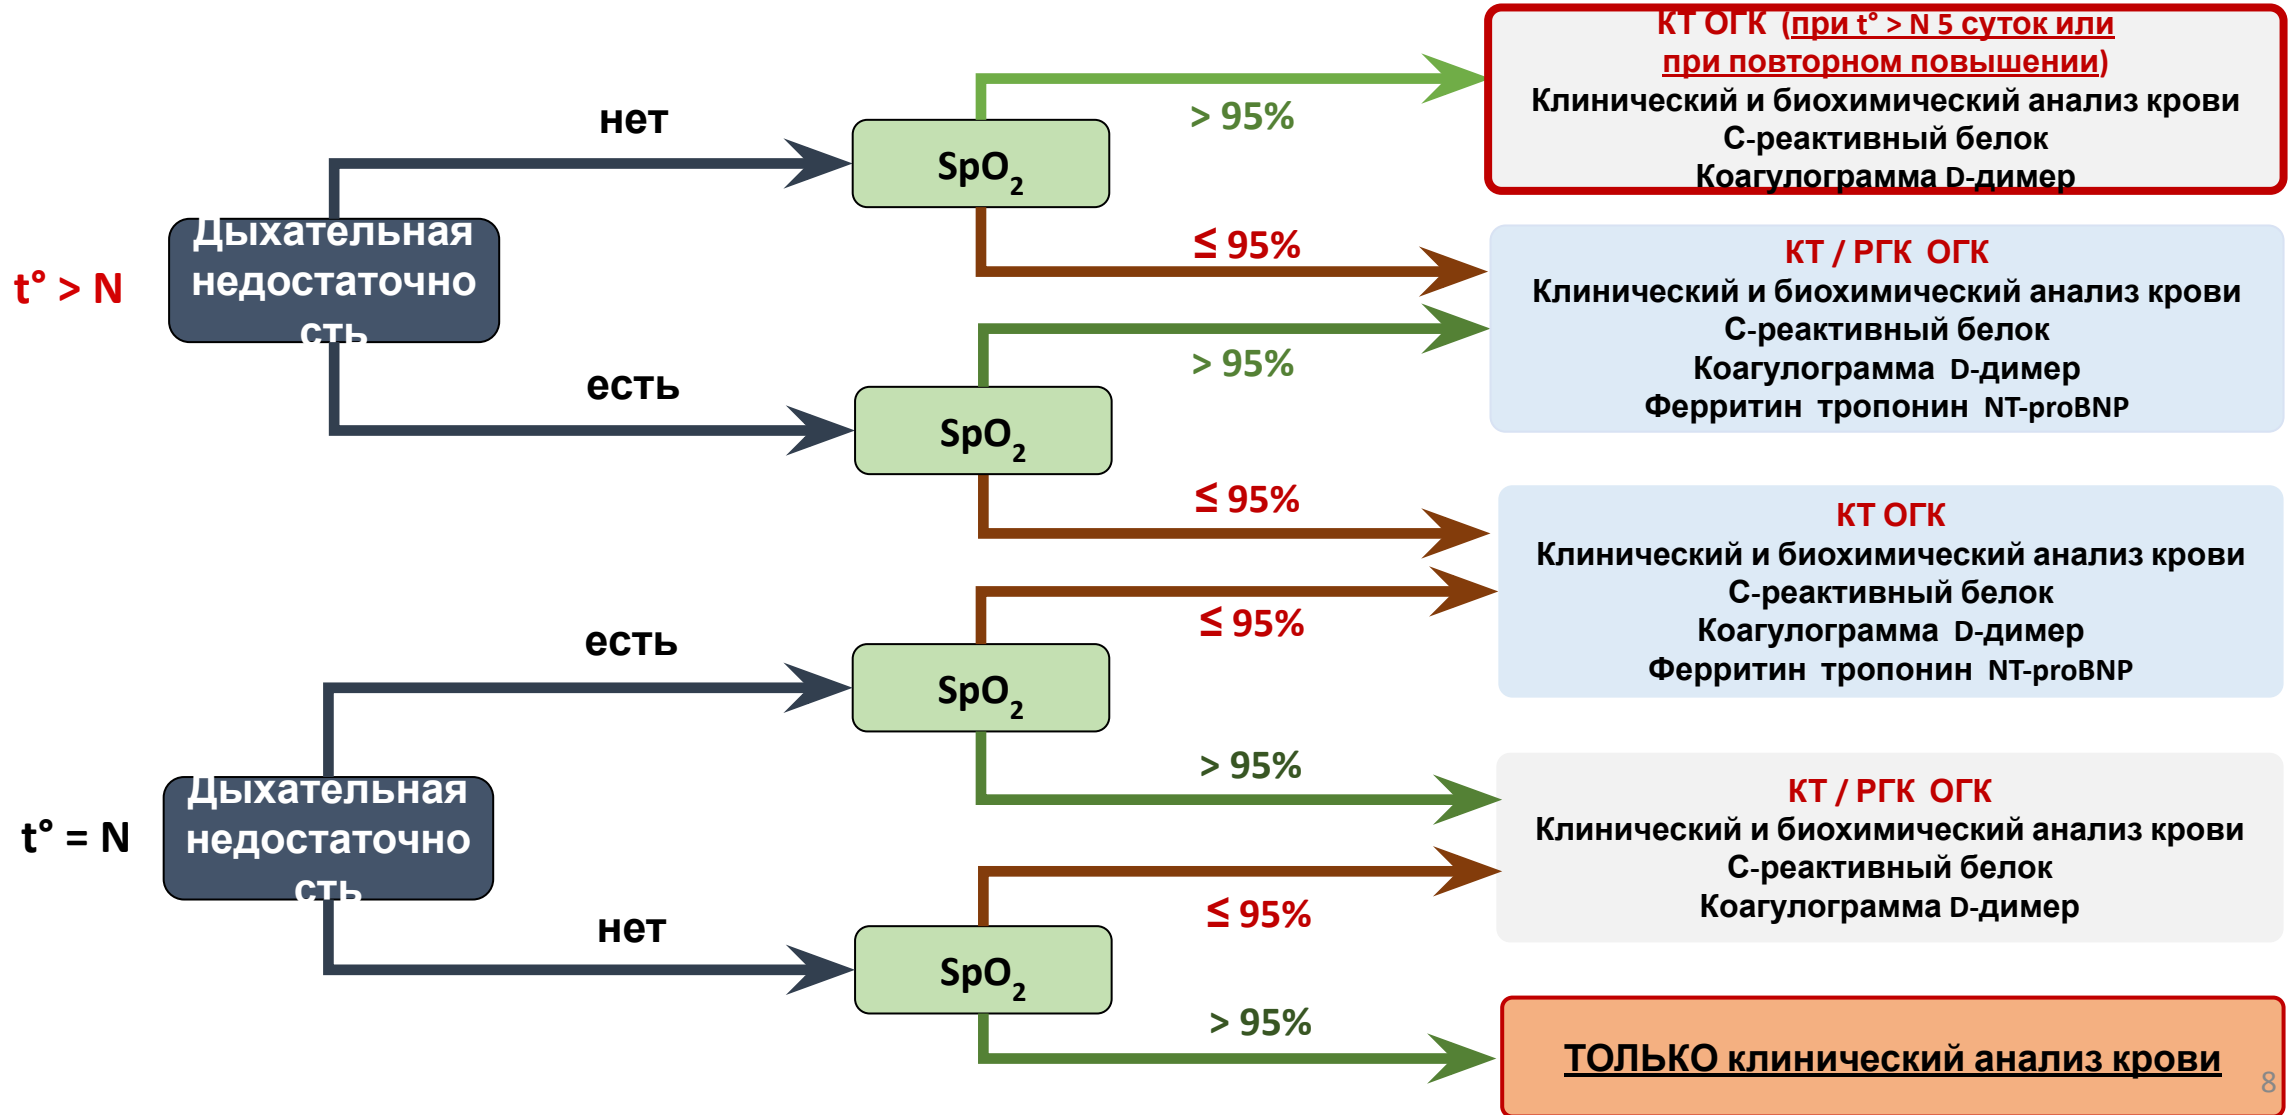 КТ ОГК (при t° > N 5 суток или
при повторном повышении)
Клинический и биохимический анализ крови
С-реактивный белок
Коагулограмма D-димер
нет
> 95%
SpO2
≤ 95%
t° > N
Дыхательная
недостаточно
сть
КТ / РГК ОГК
Клинический и биохимический анализ крови
С-реактивный белок
Коагулограмма D-димер
Ферритин тропонин NT-proBNP
> 95%
есть
SpO2
≤ 95%
КТ ОГК
Клинический и биохимический анализ крови
С-реактивный белок
Коагулограмма D-димер
Ферритин тропонин NT-proBNP
≤ 95%
есть
SpO2
> 95%
t° = N
Дыхательная
недостаточно
сть
КТ / РГК ОГК
Клинический и биохимический анализ крови
С-реактивный белок
Коагулограмма D-димер
≤ 95%
нет
SpO2
> 95%
ТОЛЬКО клинический анализ крови
8